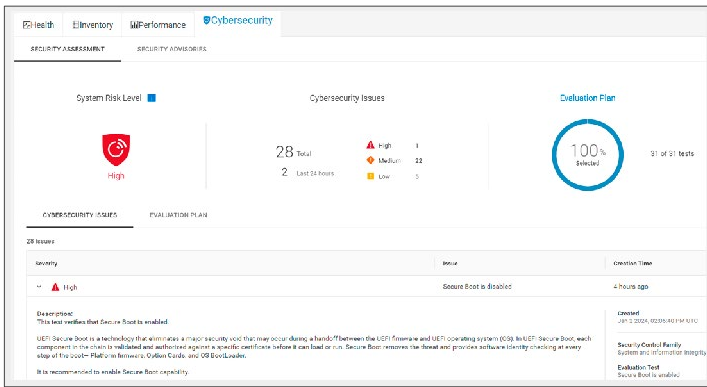 Health Inventory Performance Cybersecurity
SECURITY ASSESSMENT SECURITY ADVISORIES
System Risk Level Cybersecurity Issues Evaluation Plan
28 Total
2 Last 24 hours
High 1
Medium 22
Low 5
100% Selected
31 of 31 tests
High
CYBERSECURITY ISSUES EVALUATION PLAN
28 Issues
Severity Issue Creation Time
High Secure Boot is disabled 4 hours ago
Description:
This test verifies that Secure Boot is enabled.
UEFI Secure Boot is a technology that eliminates a major security void that may occur during a handoff between the UEFI firmware and UEFI operating system (OS). In UEFI Secure Boot, each
component in the chain is validated and authorized against a specific certificate before it can load or run. Secure Boot removes the threat and provides software identity checking at every
step of the boot— Platform firmware, Option Cards, and OS BootLoader.
It is recommended to enable Secure Boot capability.
Created
2024, PM UTC
Security Control Family
System and Information Integrity
Evaluation Test
Secure Boot is enabled